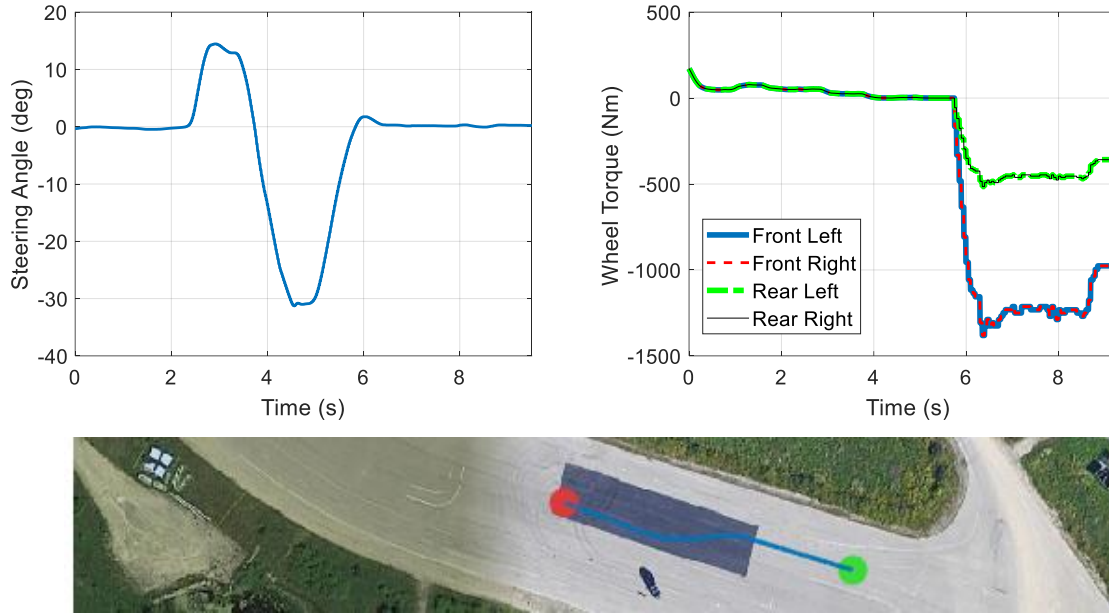 20
10
0
-10
-20
-30
-40
0
2
4
6
8
Steering Angle (deg)
Time (s)
500
0
-500
-1000
-1500
0
2
4
6
8
Wheel Torque (Nm)
Time (s)
Front Left
Front Right
Rear Left
Rear Right